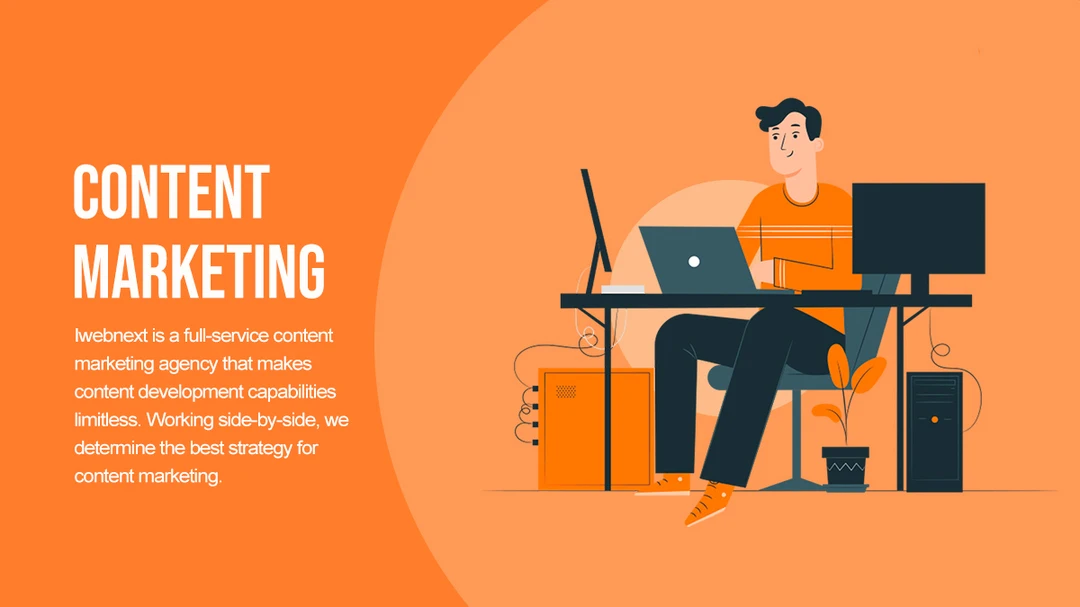 CONTENT
MARKETING
Iwebnext is a full-service content
marketing agency that makes
content development capabilities
limitless. Working side-by-side, we
determine the best strategy for
content marketing.